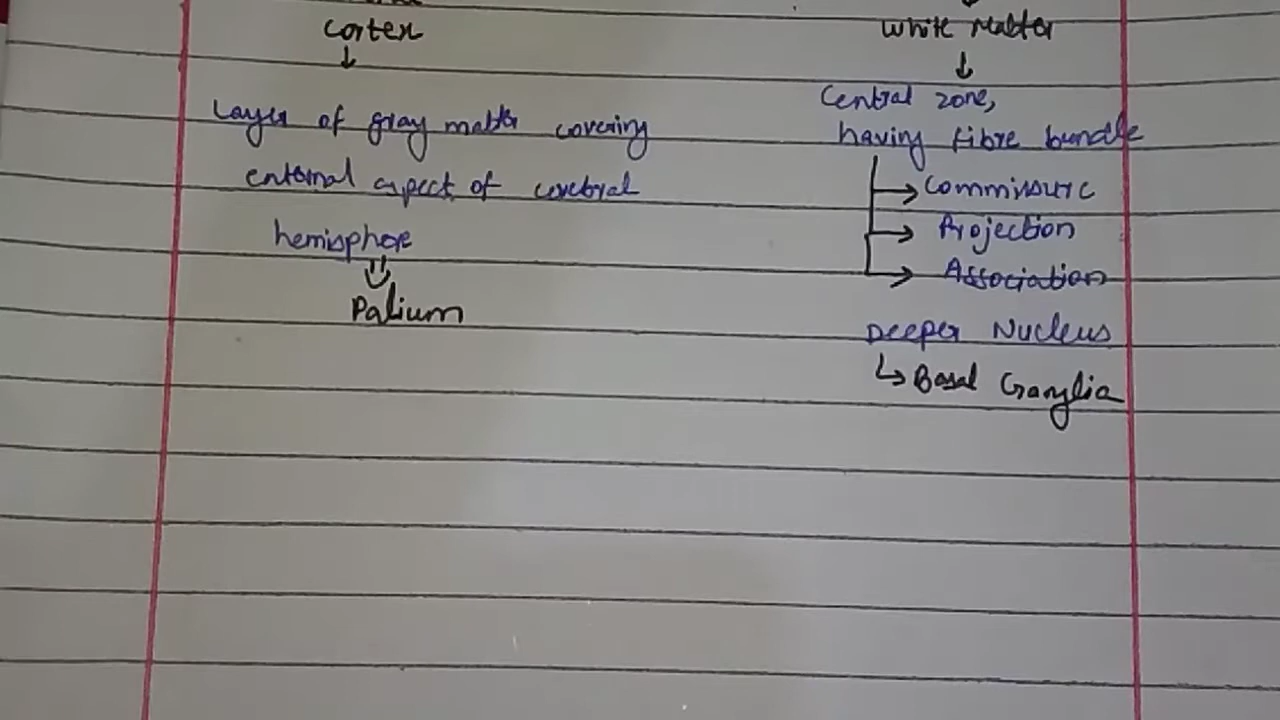 Cortex
↓
Layer of gray matter covering
external aspect of cerebral
hemisphere
Palium
White Matter
↓
Central zone,
having fibre bundle
→ Commissure
→ Projection
→ Association
Deeper Nucleus
↳ Basal Ganglia